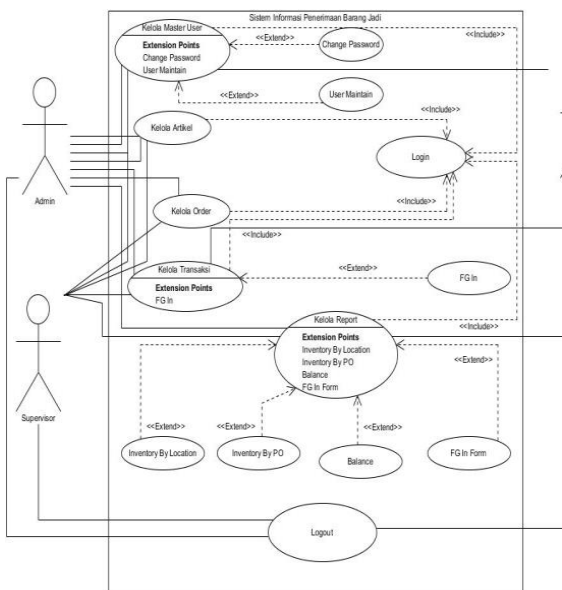 Sistem Informasi Penerimaan Barang Jadi
Kelola Master User
Extension Points
Change Password
User Maintain
<<Extend>>
Change Password
<<Include>>
<<Extend>>
User Maintain
Kelola Artikel
<<Include>>
Login
Admin
Kelola Order
<<Include>>
<<Include>>
Kelola Transaksi
Extension Points
FG In
<<Extend>>
FG In
Kelola Report
Extension Points
Inventory By Location
Inventory By PO
Balance
FG In Form
<<Include>>
Supervisor
<<Extend>>
<<Extend>>
<<Extend>>
<<Extend>>
Inventory By Location
Inventory By PO
Balance
FG In Form
Logout